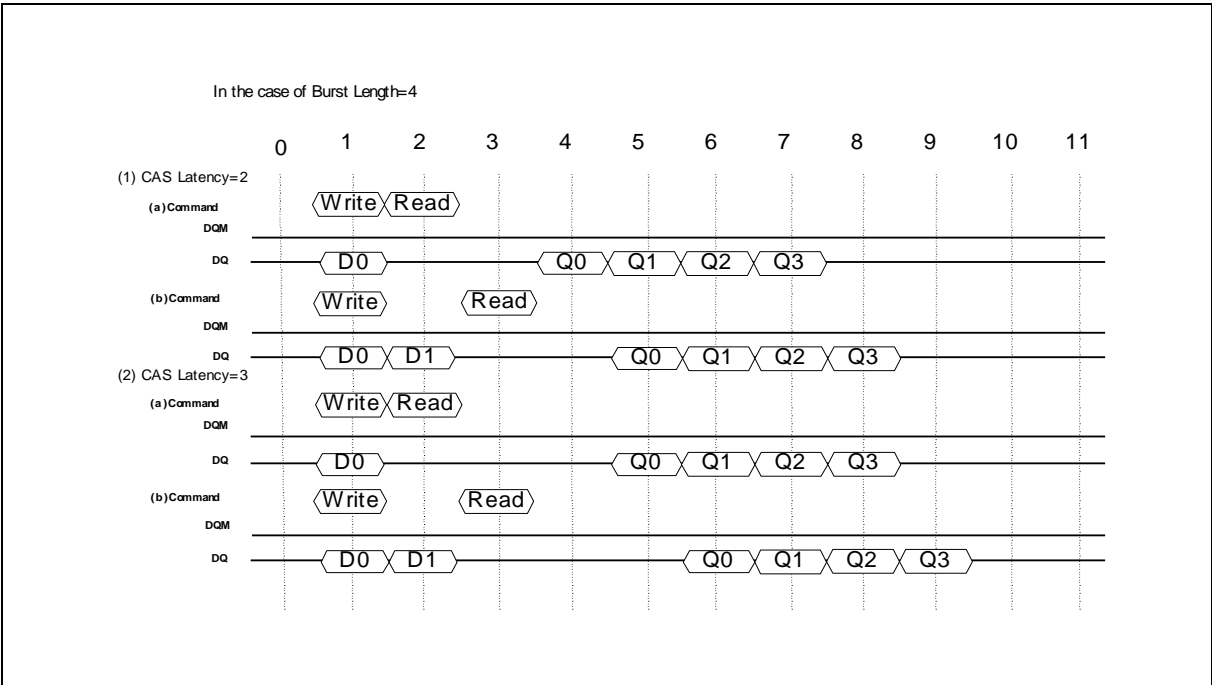 In the case of Burst Length=4
0 1 2 3 4 5 6 7 8 9 10 11
(1) CAS Latency=2
(a)Command Write Read
DQM
DQ D0 Q0 Q1 Q2 Q3
(b)Command Write Read
DQM
DQ D0 D1 Q0 Q1 Q2 Q3
(2) CAS Latency=3
(a)Command Write Read
DQM
DQ D0 Q0 Q1 Q2 Q3
(b)Command Write Read
DQM
DQ D0 D1 Q0 Q1 Q2 Q3